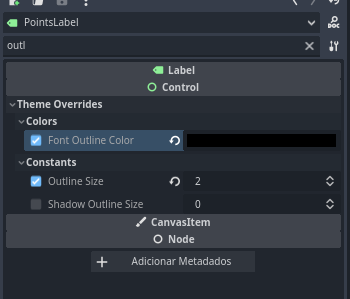 PointsLabel
outl
Label
Control
Theme Overrides
Colors
Font Outline Color
Constants
Outline Size 2
Shadow Outline Size 0
CanvasItem
Node
Adicionar Metadados